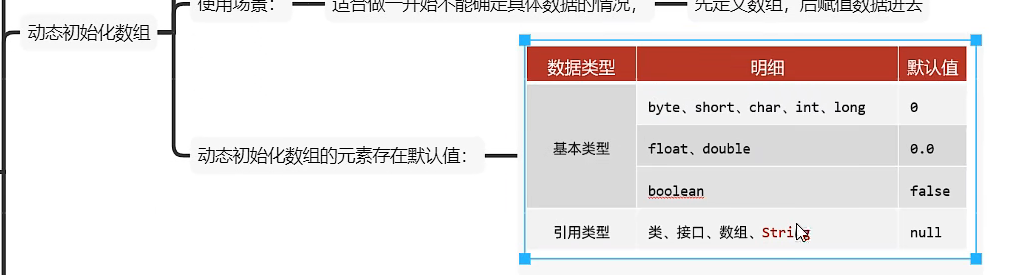 使用场景：
适合做一开始不能确定具体数据的情况，
先定义数组，后赋值数据进去
动态初始化数组
动态初始化数组的元素存在默认值：
数据类型 明细 默认值
基本类型
byte、short、char、int、long 0
float、double 0.0
boolean false
引用类型 类、接口、数组、String null